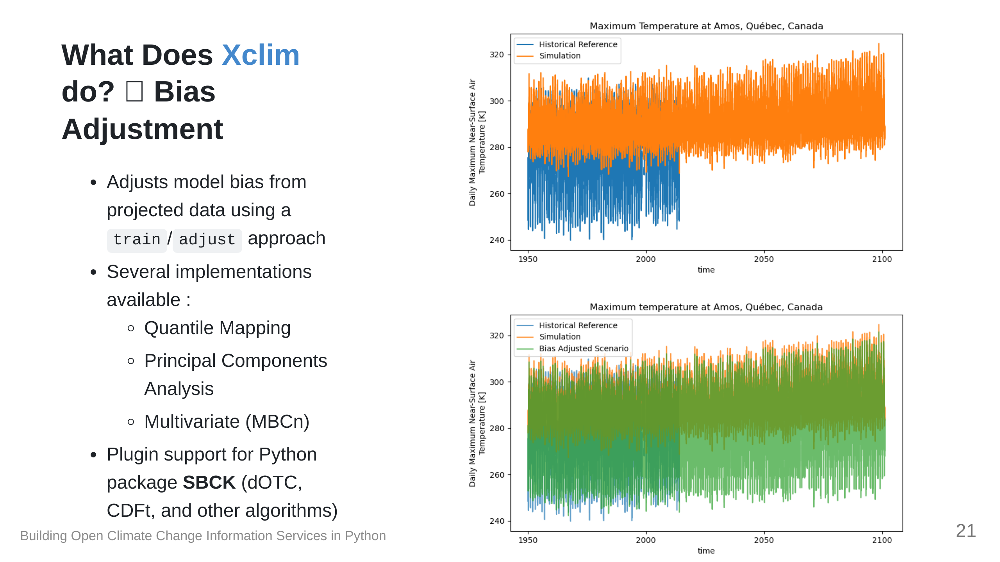 What Does Xclim
do? Bias
Adjustment
Adjusts model bias from
projected data using a
train/adjust approach
Several implementations
available :
Quantile Mapping
Principal Components
Analysis
Multivariate (MBCn)
Plugin support for Python
package SBCK (dOTC,
CDFt, and other algorithms)
Building Open Climate Change Information Services in Python
Maximum Temperature at Amos, Québec, Canada
Historical Reference
Simulation
Daily Maximum Near-Surface Air
Temperature [K]
320
300
280
260
240
1950 2000 2050 2100
time
Maximum temperature at Amos, Québec, Canada
Historical Reference
Simulation
Bias Adjusted Scenario
Daily Maximum Near-Surface Air
Temperature [K]
320
300
280
260
240
1950 2000 2050 2100
time
21